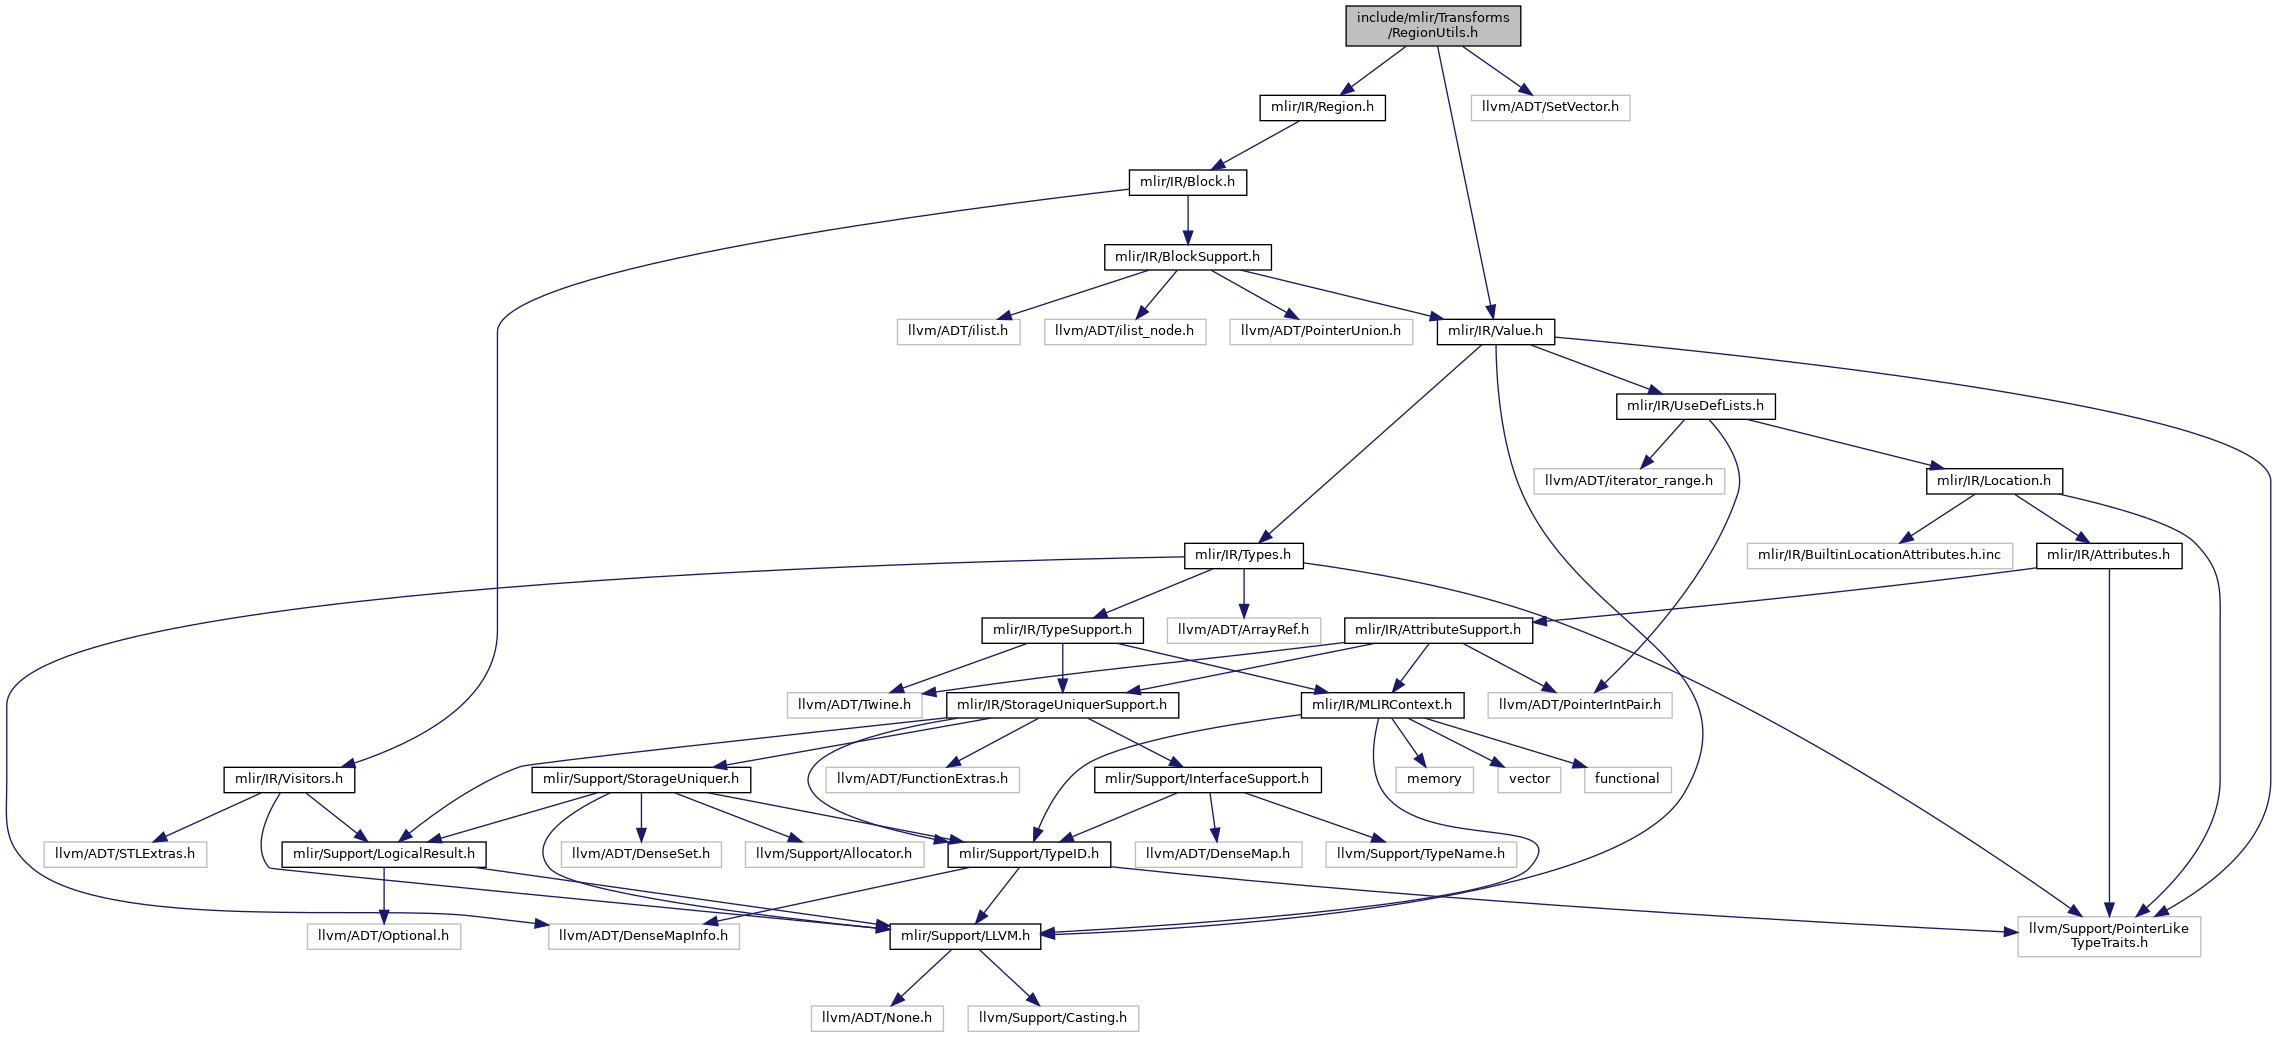 include/mlir/Transforms
/RegionUtils.h
mlir/IR/Region.h
llvm/ADT/SetVector.h
mlir/IR/Block.h
mlir/IR/BlockSupport.h
llvm/ADT/ilist.h
llvm/ADT/ilist_node.h
llvm/ADT/PointerUnion.h
mlir/IR/Value.h
mlir/IR/UseDefLists.h
llvm/ADT/iterator_range.h
mlir/IR/Location.h
mlir/IR/Types.h
mlir/IR/BuiltinLocationAttributes.h.inc
mlir/IR/Attributes.h
mlir/IR/TypeSupport.h
llvm/ADT/ArrayRef.h
mlir/IR/AttributeSupport.h
llvm/ADT/Twine.h
mlir/IR/StorageUniquerSupport.h
mlir/IR/MLIRContext.h
llvm/ADT/PointerIntPair.h
mlir/IR/Visitors.h
mlir/Support/StorageUniquer.h
llvm/ADT/FunctionExtras.h
mlir/Support/InterfaceSupport.h
memory
vector
functional
llvm/ADT/STLExtras.h
mlir/Support/LogicalResult.h
llvm/ADT/DenseSet.h
llvm/Support/Allocator.h
mlir/Support/TypeID.h
llvm/ADT/DenseMap.h
llvm/Support/TypeName.h
llvm/ADT/Optional.h
llvm/ADT/DenseMapInfo.h
mlir/Support/LLVM.h
llvm/Support/PointerLike
TypeTraits.h
llvm/ADT/None.h
llvm/Support/Casting.h